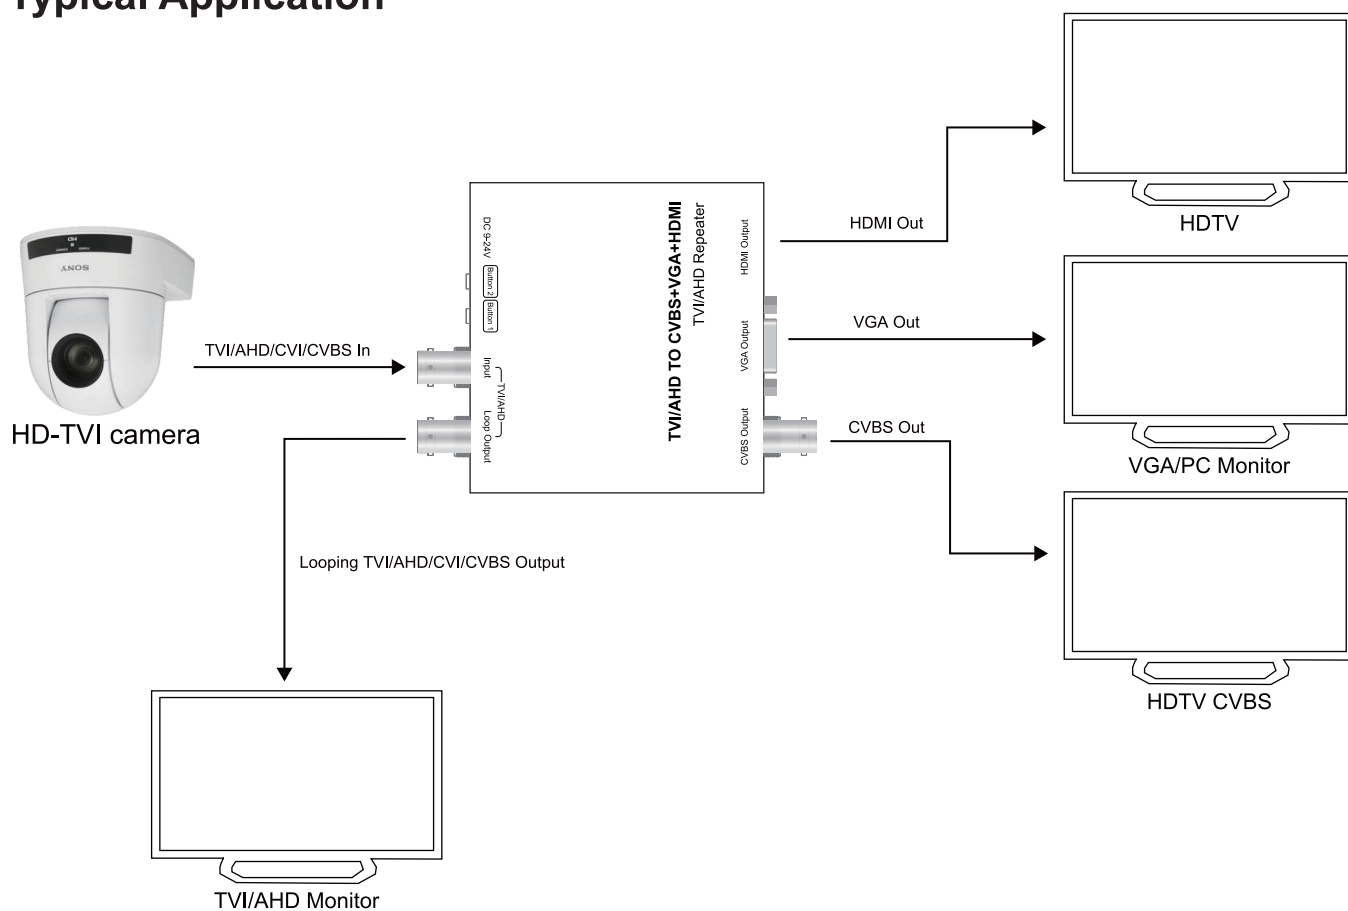 Typical Application
HDTV
HDMI Out
DC 9-24V
Button 2
Button 1
Input
TVI/AHD
Loop Output
TVI/AHD TO CVBS+VGA+HDMI
TVI/AHD Repeater
HDMI Output
VGA Output
CVBS Output
SONY
HD
VGA Out
TVI/AHD/CVI/CVBS In
HD-TVI camera
CVBS Out
VGA/PC Monitor
Looping TVI/AHD/CVI/CVBS Output
HDTV CVBS
TVI/AHD Monitor